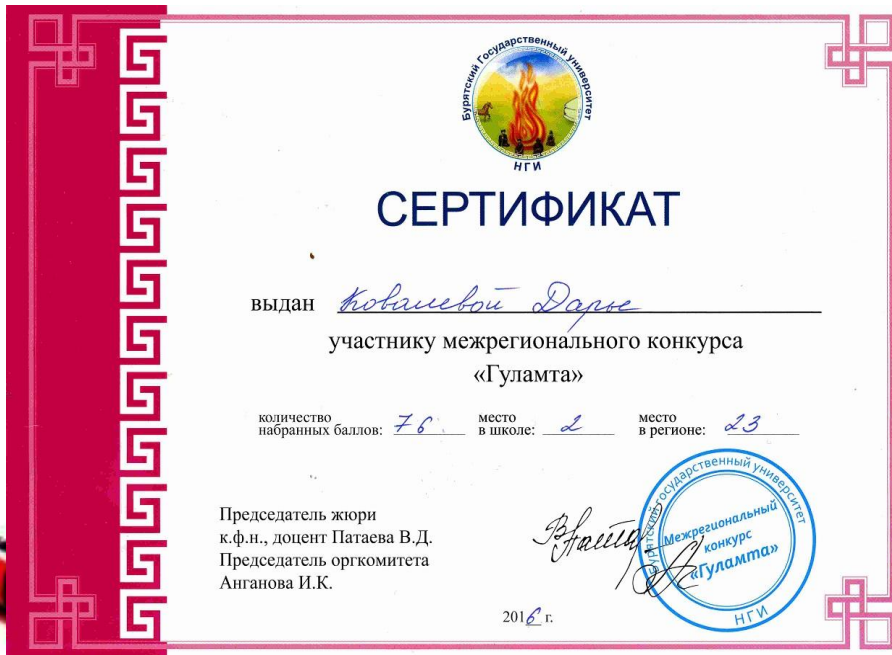 Бурятский Государственный университет
НГИ
СЕРТИФИКАТ
выдан Ковалевой Дарье
участнику межрегионального конкурса
«Гуламта»
количество набранных баллов: 76 место в школе: 2 место в регионе: 23
Председатель жюри
к.ф.н., доцент Патаева В.Д.
Председатель оргкомитета
Анганова И.К.
2016 г.
Бурятский государственный университет
Межрегиональный
конкурс
«Гуламта»
НГИ